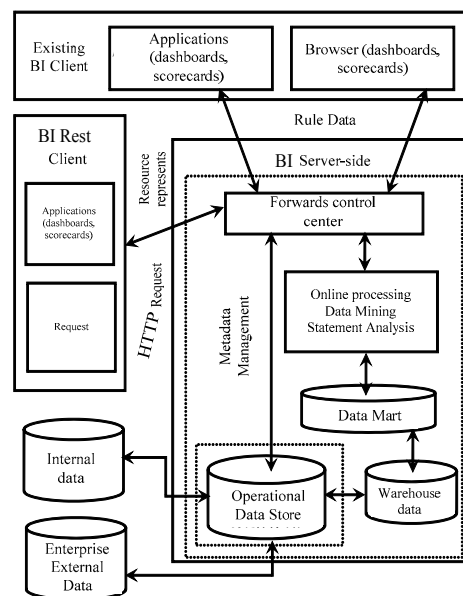 Existing
BI Client
Applications
(dashboards,
scorecards)
Browser (dashboards,
scorecards)
Rule Data
BI Rest
Client
Applications
(dashboards,
scorecards)
Request
Resource
represents
HTTP Request
BI Server-side
Forwards control
center
Metadata
Management
Online processing
Data Mining
Statement Analysis
Data Mart
Internal
data
Operational
Data Store
Warehouse
data
Enterprise
External
Data